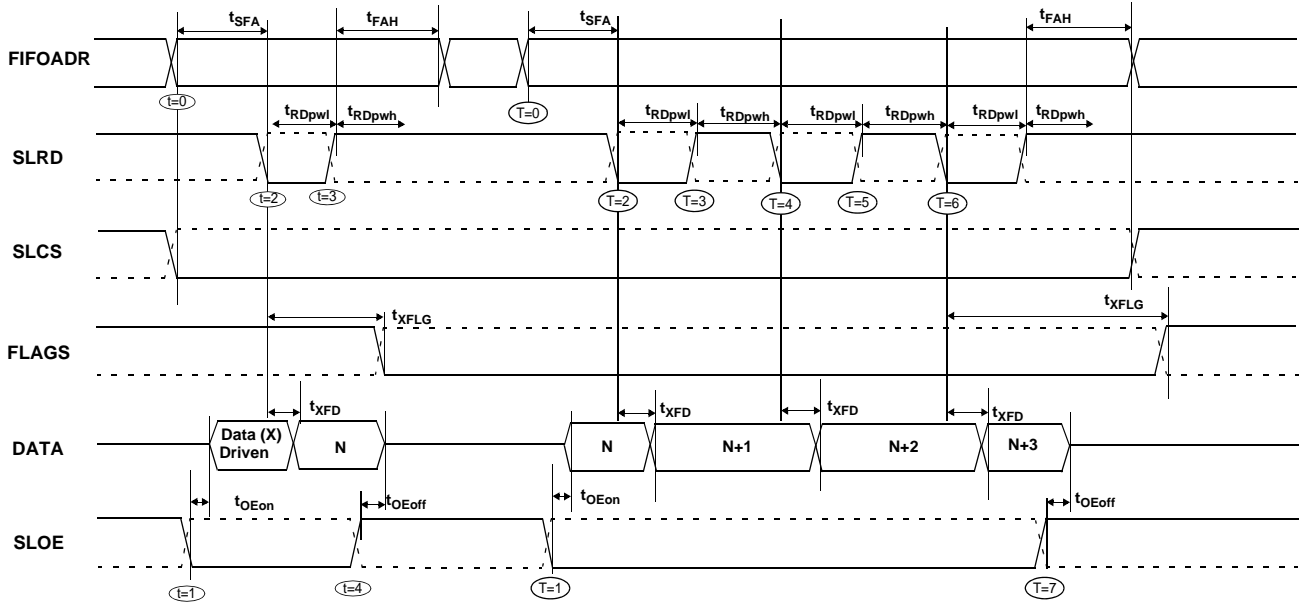 tSFA tFAH tSFA tFAH
FIFOADR
t=0 T=0
tRDpwl tRDpwh tRDpwl tRDpwh tRDpwl tRDpwh tRDpwl tRDpwh
SLRD
t=2 t=3 T=2 T=3 T=4 T=5 T=6
SLCS
tXFLG tXFLG
FLAGS
tXFD tXFD tXFD tXFD
DATA
Data (X)
Driven
N N N+1 N+2 N+3
tOEon tOEoff tOEon tOEoff
SLOE
t=1 t=4 T=1 T=7